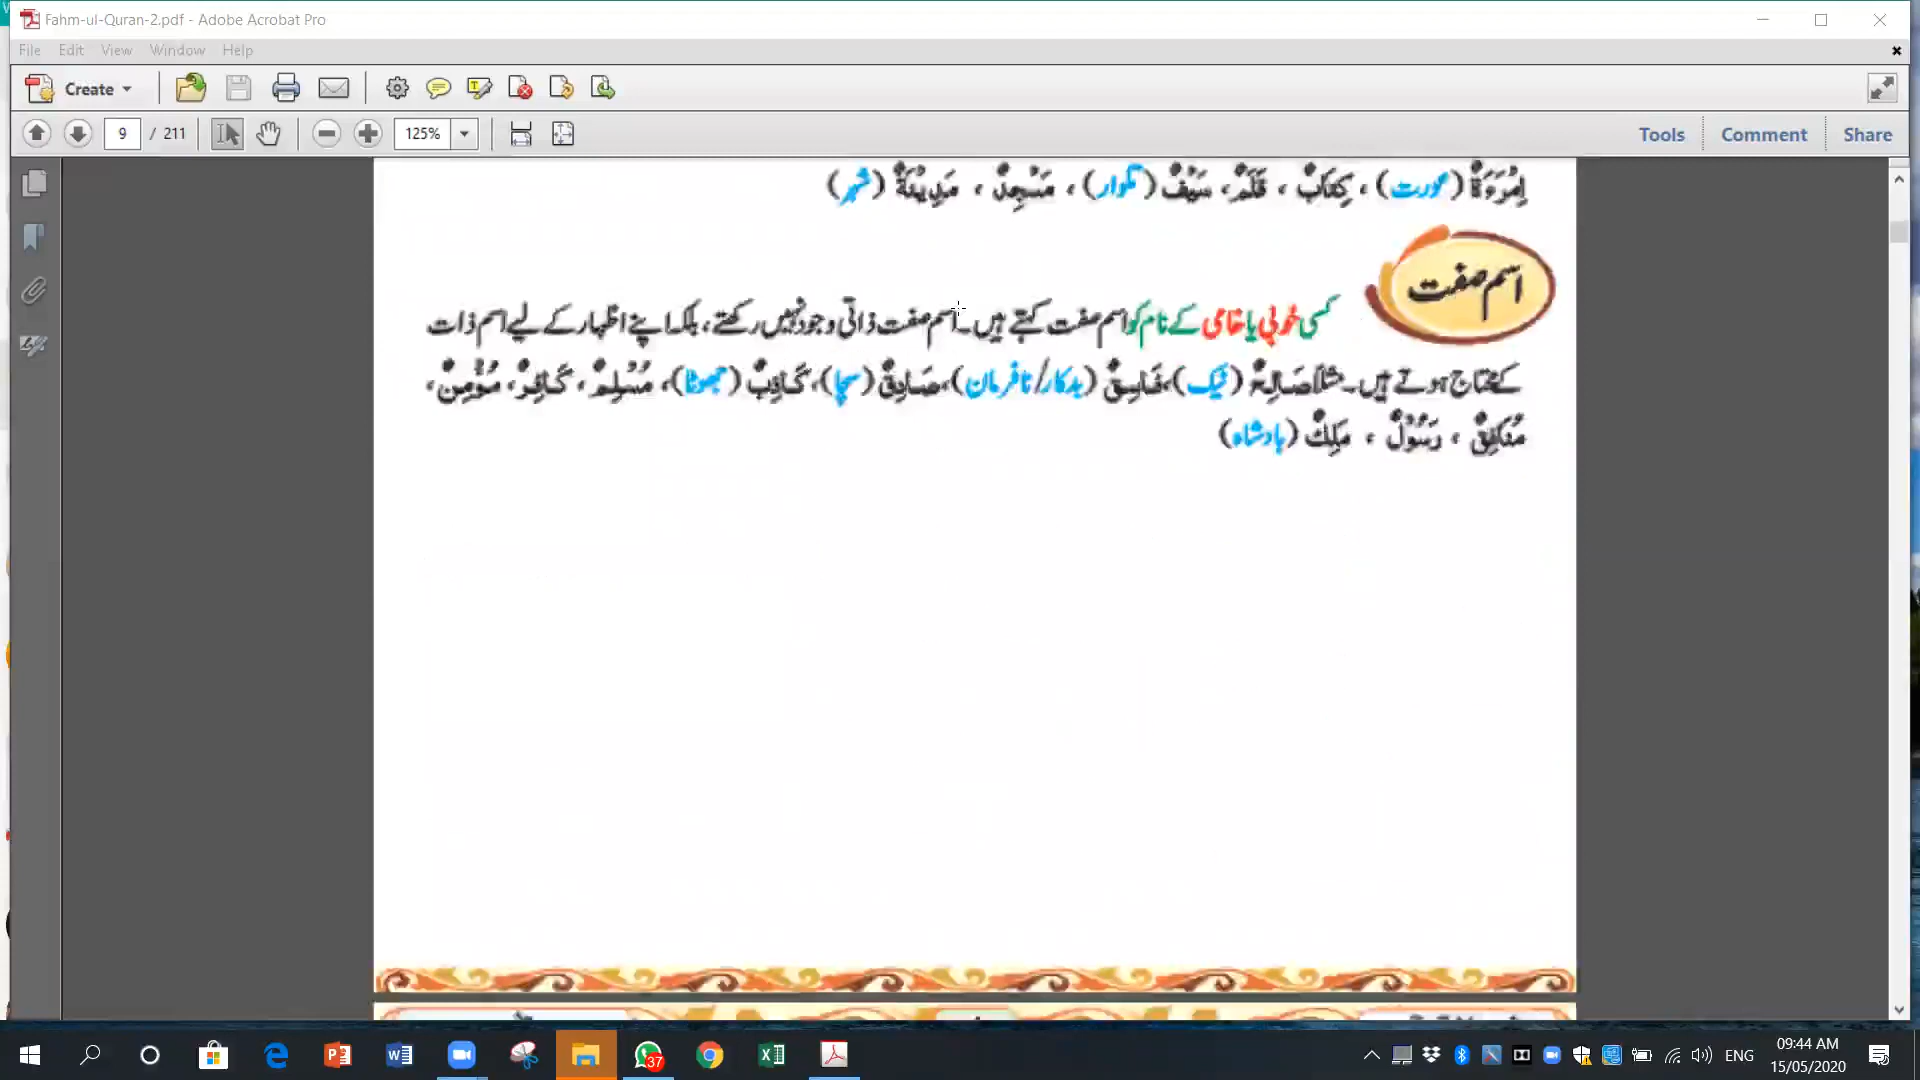 Fahm-ul-Quran-2.pdf - Adobe Acrobat Pro
File Edit View Window Help
Create
9 / 211 125% Tools Comment Share
اِمْرَءَةٌ (عورت) ، كِتَابٌ ، قَلَمٌ، سَيْفٌ (تلوار) ، مَسْجِدٌ ، مَدِيْنَةٌ (شہر)
اسم صفت
کسی خوبی یا خامی کے نام کو اسم صفت کہتے ہیں۔ اسم صفت ذاتی وجود نہیں رکھتے، بلکہ اپنے اظہار کے لیے اسم ذات
کے محتاج ہوتے ہیں۔ مثلاً صَالِحٌ (نیک)، فَاسِقٌ (بدکار/نافرمان)، صَادِقٌ (سچا)، كَاذِبٌ (جھوٹا)، مُسْلِمٌ، كَافِرٌ، مُؤْمِنٌ،
مُنَافِقٌ ، رَسُوْلٌ ، مَلِكٌ (بادشاہ)
37
ENG
09:44 AM
15/05/2020